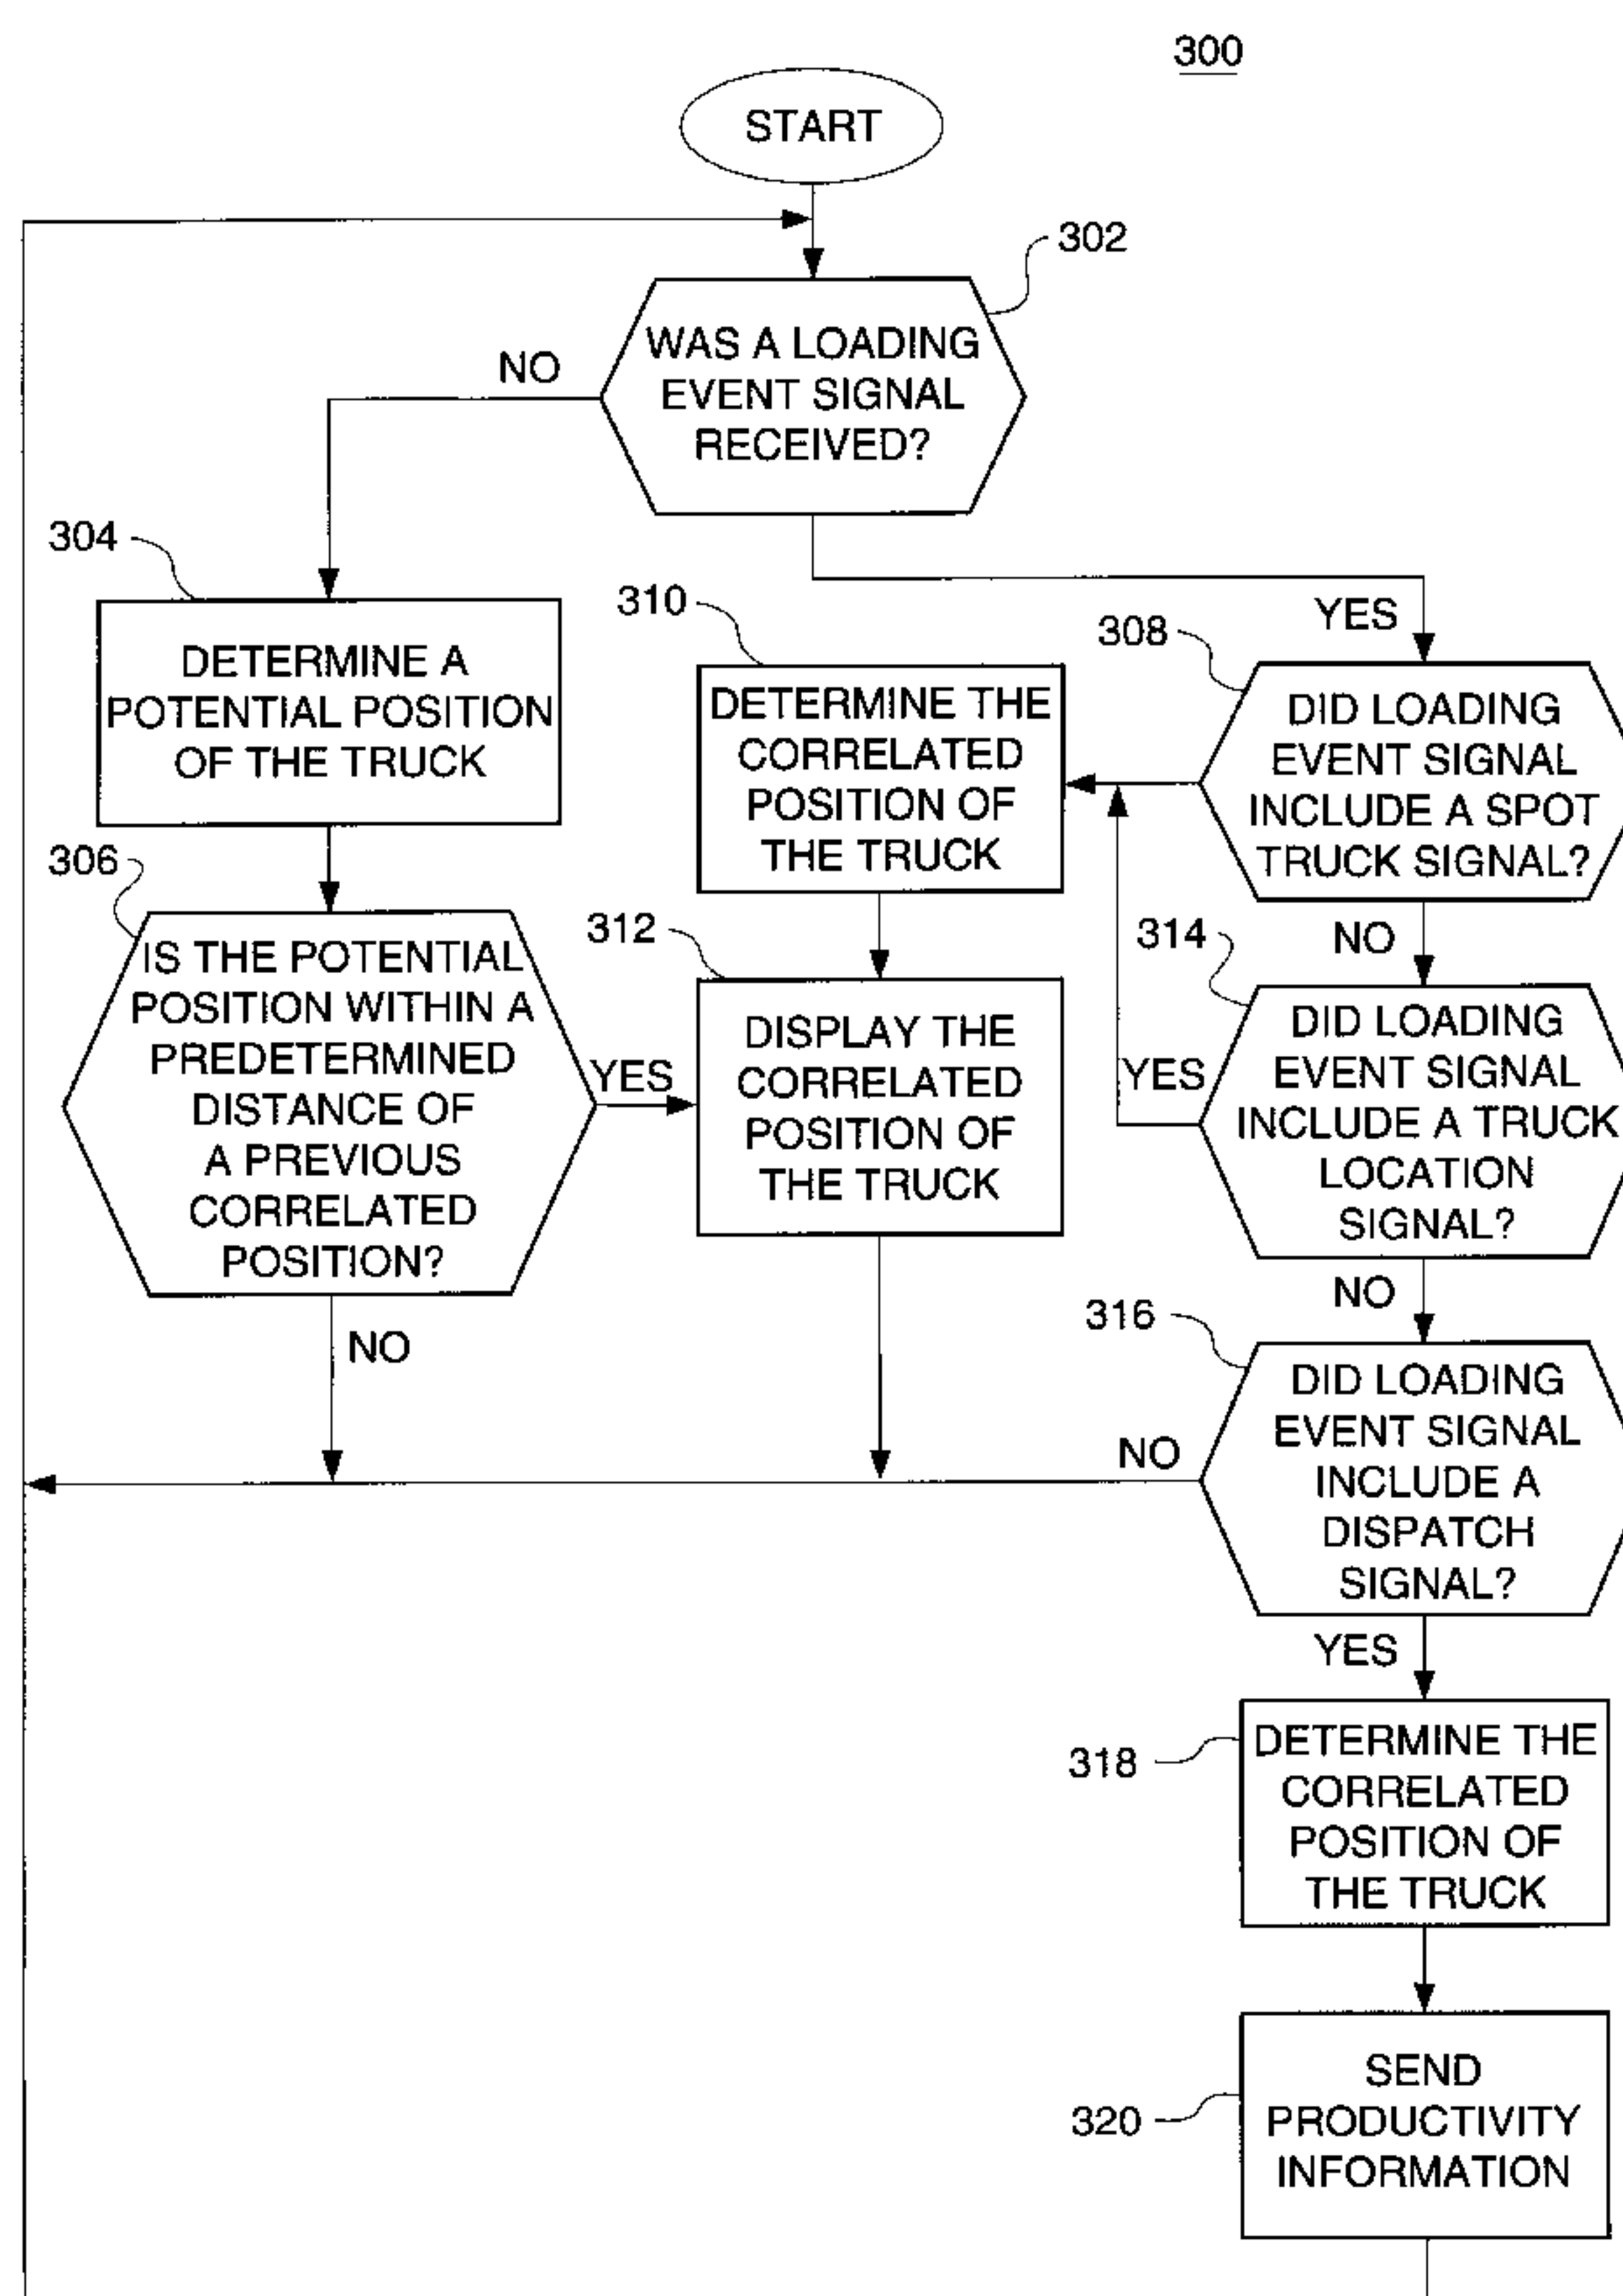 300
START
302
WAS A LOADING
EVENT SIGNAL
RECEIVED?
NO
YES
304
DETERMINE A
POTENTIAL POSITION
OF THE TRUCK
306
IS THE POTENTIAL
POSITION WITHIN A
PREDETERMINED
DISTANCE OF
A PREVIOUS
CORRELATED
POSITION?
YES
NO
310
DETERMINE THE
CORRELATED
POSITION OF
THE TRUCK
312
DISPLAY THE
CORRELATED
POSITION OF
THE TRUCK
308
DID LOADING
EVENT SIGNAL
INCLUDE A SPOT
TRUCK SIGNAL?
NO
314
DID LOADING
EVENT SIGNAL
INCLUDE A TRUCK
LOCATION
SIGNAL?
YES
NO
316
DID LOADING
EVENT SIGNAL
INCLUDE A
DISPATCH
SIGNAL?
NO
YES
318
DETERMINE THE
CORRELATED
POSITION OF
THE TRUCK
320
SEND
PRODUCTIVITY
INFORMATION